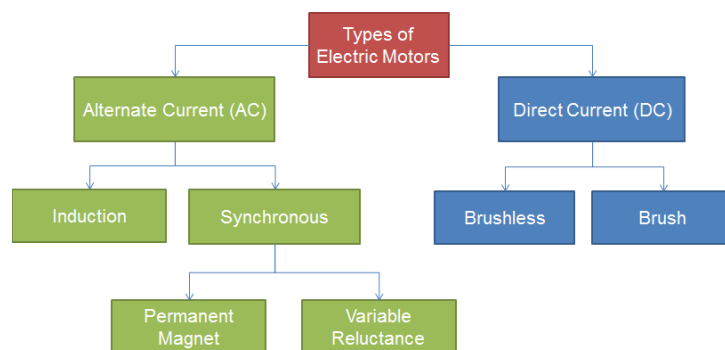 Types of
Electric Motors
Alternate Current (AC)
Direct Current (DC)
Induction
Synchronous
Brushless
Brush
Permanent
Magnet
Variable
Reluctance